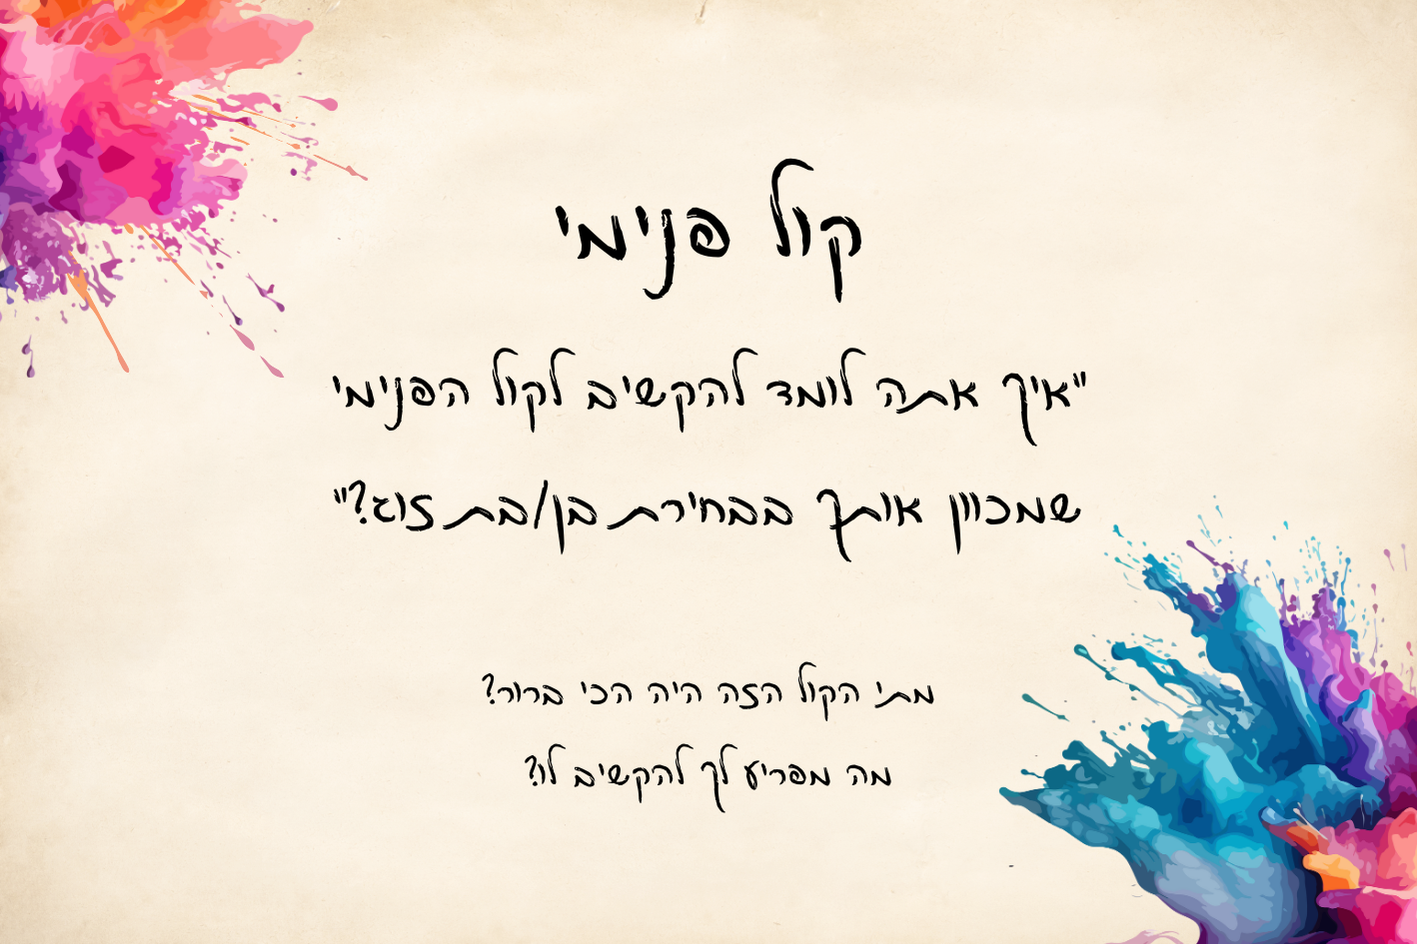 קול פנימי
"איך אתה לומד להקשיב לקול הפנימי
שמכוון אותך בבחירת בן/בת זוג?"
מתי הקול הזה היה הכי ברור?
מה מפריע לך להקשיב לו?